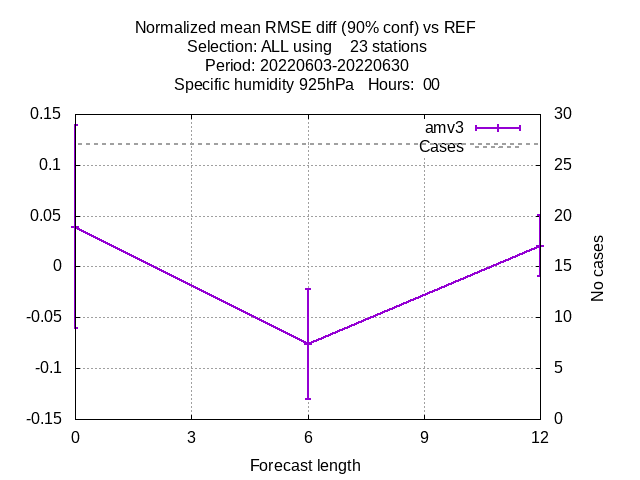 Normalized mean RMSE diff (90% conf) vs REF
Selection: ALL using    23 stations
Period: 20220603-20220630
Specific humidity 925hPa   Hours:  00
0.15
0.1
0.05
0
-0.05
-0.1
-0.15
0
3
6
9
12
30
25
20
15
10
5
0
amv3
Cases
No cases
Forecast length